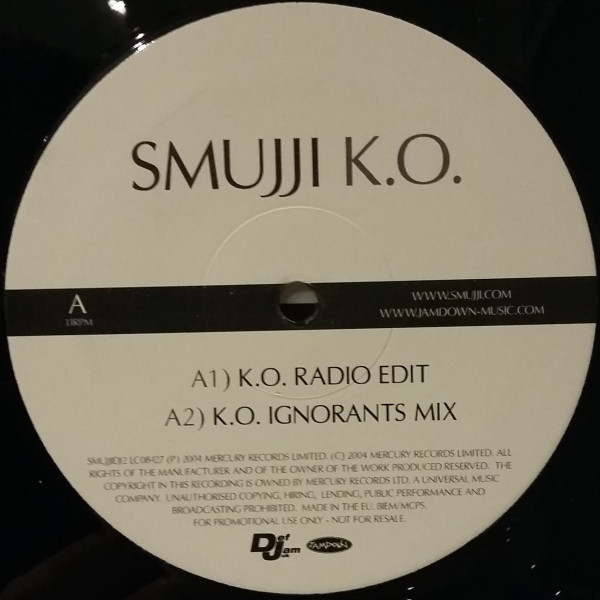 SMUJJI K.O.
A
33RPM
WWW.SMUJJI.COM
WWW.JAMDOWN-MUSIC.COM
A1) K.O. RADIO EDIT
A2) K.O. IGNORANTS MIX
SMUJJIDJ2 LC08427 (P) 2004 MERCURY RECORDS LIMITED. (C) 2004 MERCURY RECORDS LIMITED. ALL
RIGHTS OF THE MANUFACTURER AND OF THE OWNER OF THE WORK PRODUCED RESERVED. THE
COPYRIGHT IN THIS RECORDING IS OWNED BY MERCURY RECORDS LTD. A UNIVERSAL MUSIC
COMPANY. UNAUTHORISED COPYING, HIRING, LENDING, PUBLIC PERFORMANCE AND
BROADCASTING PROHIBITED. MADE IN THE EU. BIEM/MCPS.
FOR PROMOTIONAL USE ONLY - NOT FOR RESALE.
Def Jam UK JAMDOWN